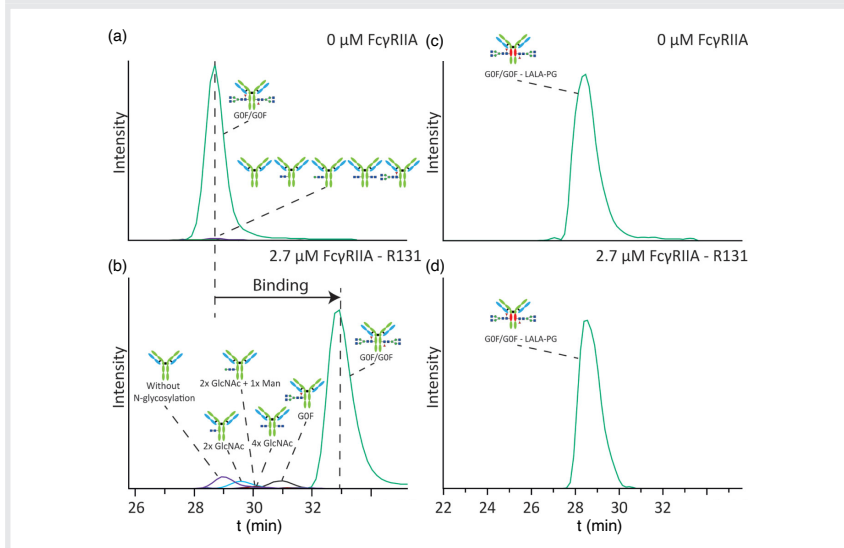 (a)
0 µM FcγRIIA
Intensity
G0F/G0F
(b)
2.7 µM FcγRIIA - R131
Binding
Intensity
G0F/G0F
Without
N-glycosylation
2x GlcNAc + 1x Man
2x GlcNAc
4x GlcNAc
G0F
26 28 30 32
t (min)
(c)
0 µM FcγRIIA
Intensity
G0F/G0F - LALA-PG
(d)
2.7 µM FcγRIIA - R131
Intensity
G0F/G0F - LALA-PG
22 24 26 28 30 32 34 36
t (min)